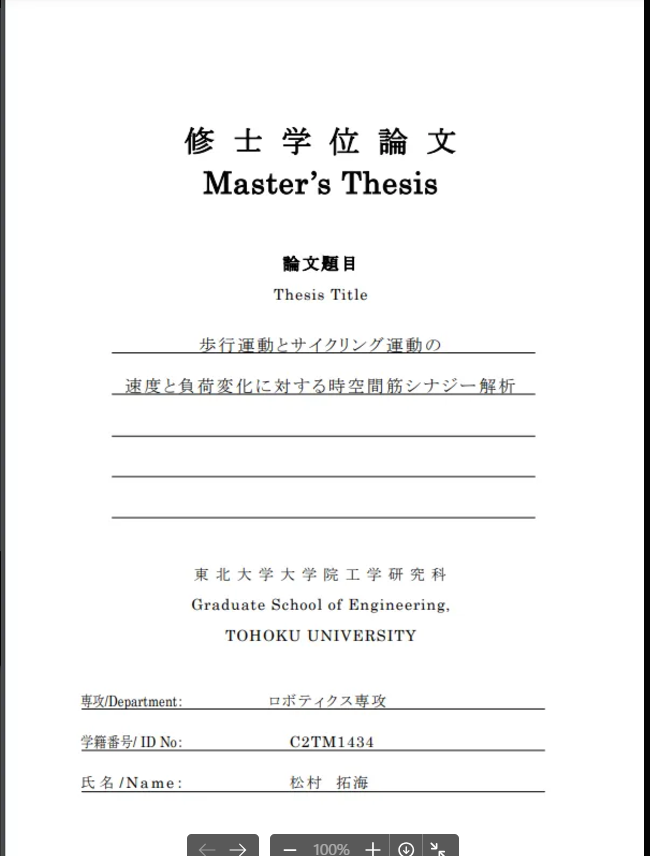 修士学位論文
Master's Thesis
論文題目
Thesis Title
歩行運動とサイクリング運動の
速度と負荷変化に対する時空間筋シナジー解析
東北大学大学院工学研究科
Graduate School of Engineering,
TOHOKU UNIVERSITY
専攻/Department: ロボティクス専攻
学籍番号/ ID No: C2TM1434
氏名/Name: 松村 拓海
100%